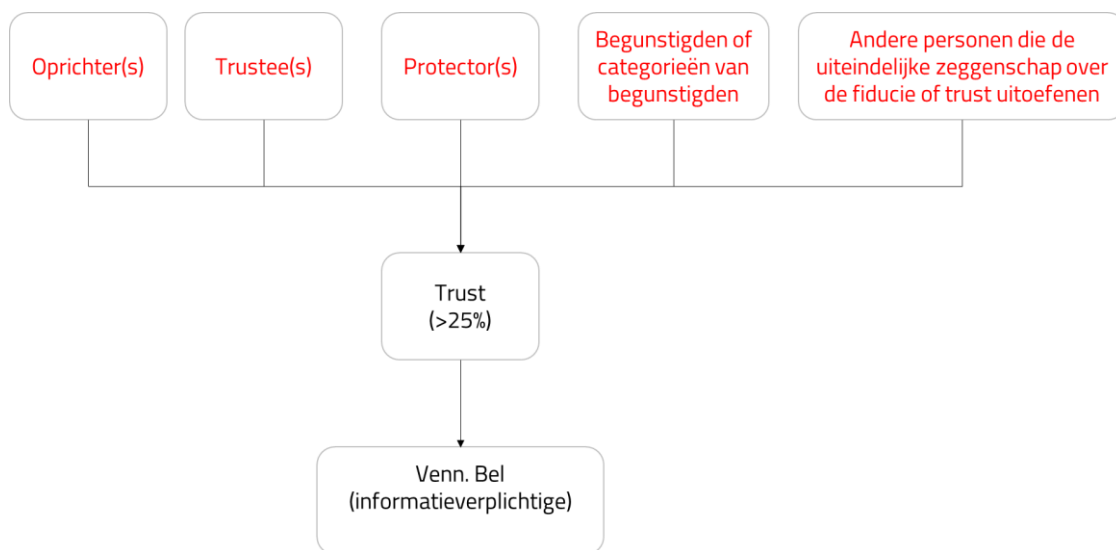 Oprichter(s)
Trustee(s)
Protector(s)
Begunstigden of
categorieën van
begunstigden
Andere personen die de
uiteindelijke zeggenschap over
de fiducie of trust uitoefenen
Trust
(>25%)
Venn. Bel
(informatieverplichtige)